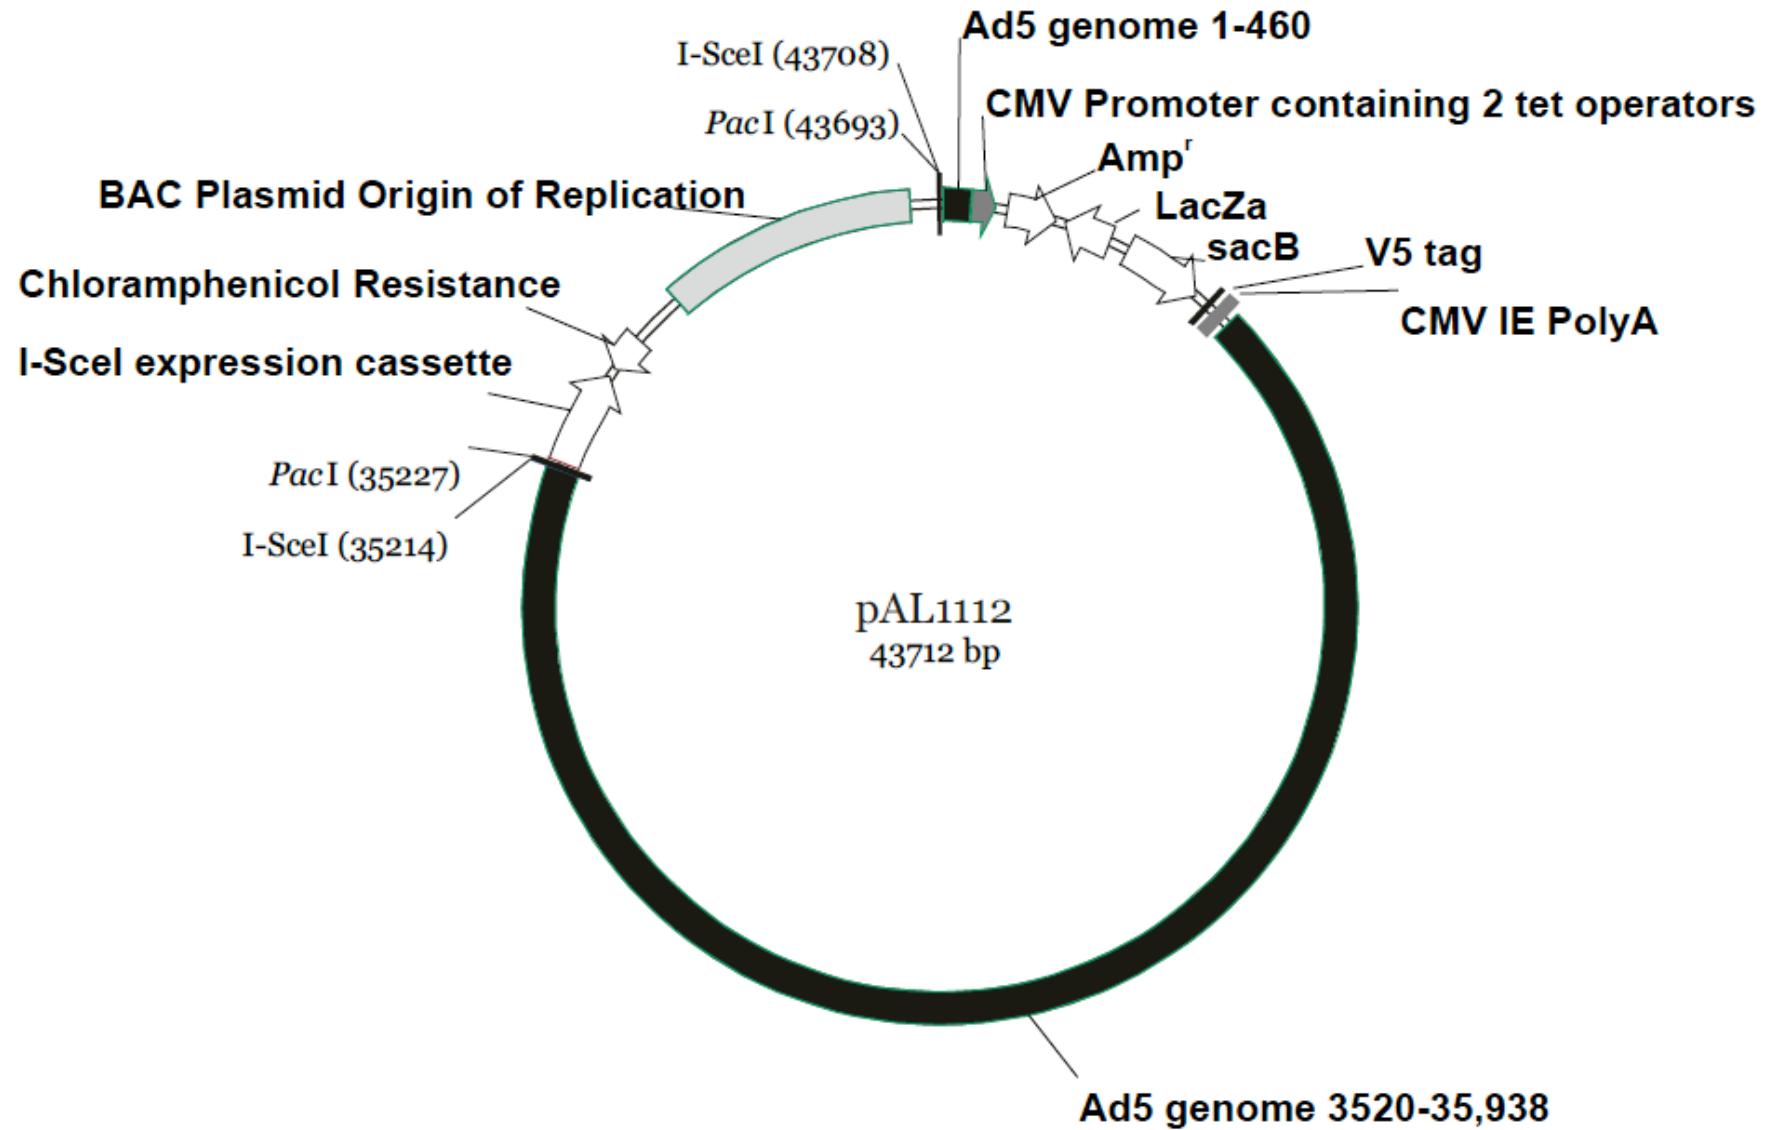 Ad5 genome 1-460
I-SceI (43708)
CMV Promoter containing 2 tet operators
PacI (43693)
Ampʳ
BAC Plasmid Origin of Replication
LacZa
sacB
V5 tag
Chloramphenicol Resistance
CMV IE PolyA
I-SceI expression cassette
PacI (35227)
I-SceI (35214)
pAL1112
43712 bp
Ad5 genome 3520-35,938